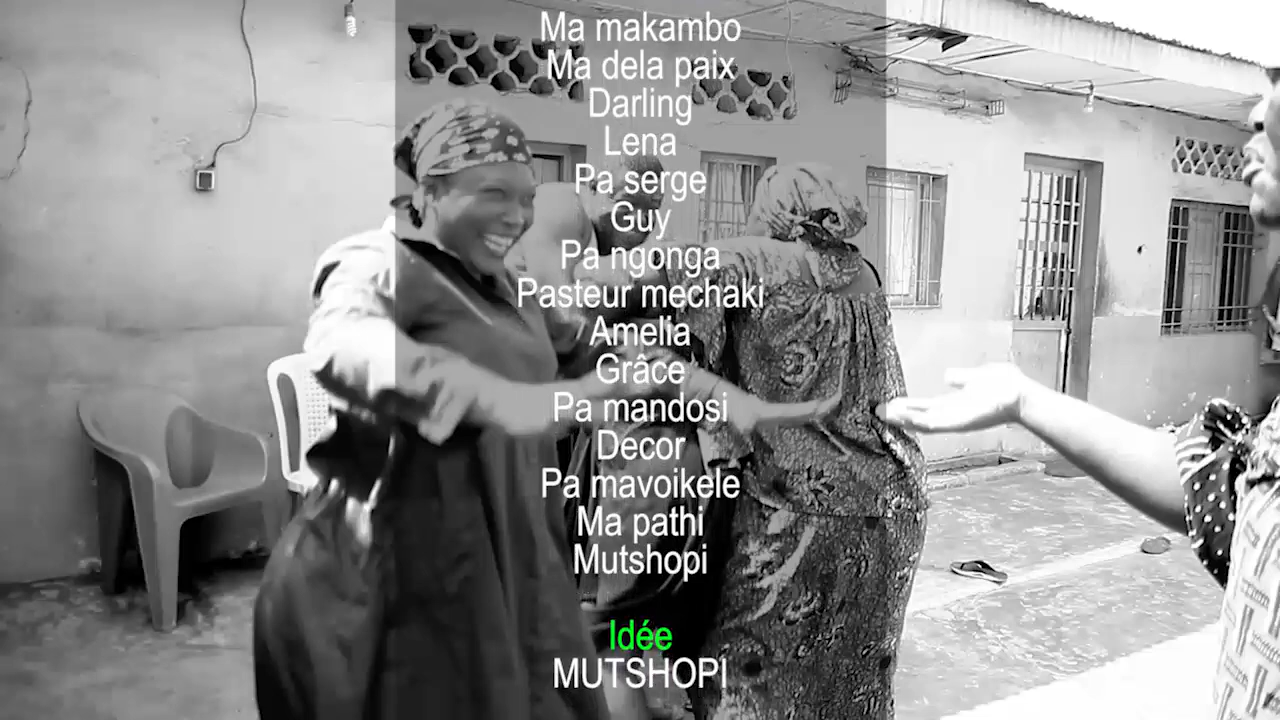 Ma makambo
Ma dela paix
Darling
Lena
Pa serge
Guy
Pa ngonga
Pasteur mechaki
Amelia
Grâce
Pa mandosi
Decor
Pa mavoikele
Ma pathi
Mutshopi
Idée
MUTSHOPI